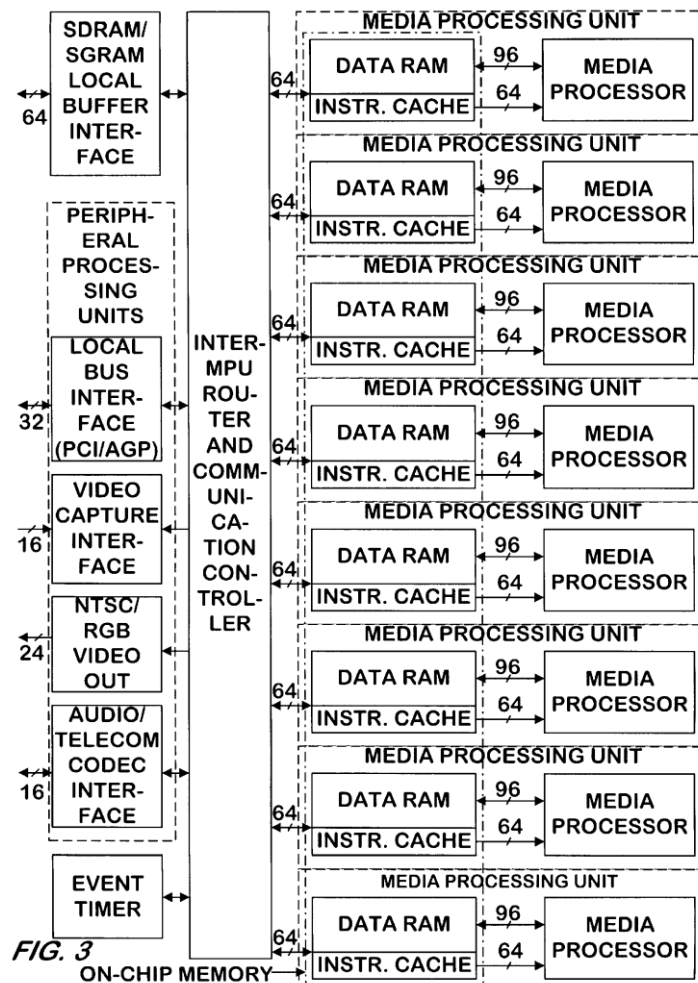 SDRAM/
SGRAM
LOCAL
BUFFER
INTER-
FACE
64
PERIPH-
ERAL
PROCES-
SSING
UNITS
LOCAL
BUS
INTER-
FACE
(PCI/AGP)
32
VIDEO
CAPTURE
INTER-
FACE
16
NTSC/
RGB
VIDEO
OUT
24
AUDIO/
TELECOM
CODEC
INTER-
FACE
16
EVENT
TIMER
INTER-
MPU
ROU-
TER
AND
COMM-
UNI-
CA-
TION
CON-
TROL-
LER
MEDIA PROCESSING UNIT
64
DATA RAM
INSTR. CACHE
96
64
MEDIA
PROCESSOR
MEDIA PROCESSING UNIT
64
DATA RAM
INSTR. CACHE
96
64
MEDIA
PROCESSOR
MEDIA PROCESSING UNIT
64
DATA RAM
INSTR. CACHE
96
64
MEDIA
PROCESSOR
MEDIA PROCESSING UNIT
64
DATA RAM
INSTR. CACHE
96
64
MEDIA
PROCESSOR
MEDIA PROCESSING UNIT
64
DATA RAM
INSTR. CACHE
96
64
MEDIA
PROCESSOR
MEDIA PROCESSING UNIT
64
DATA RAM
INSTR. CACHE
96
64
MEDIA
PROCESSOR
MEDIA PROCESSING UNIT
64
DATA RAM
INSTR. CACHE
96
64
MEDIA
PROCESSOR
MEDIA PROCESSING UNIT
64
DATA RAM
INSTR. CACHE
96
64
MEDIA
PROCESSOR
FIG. 3
ON-CHIP MEMORY